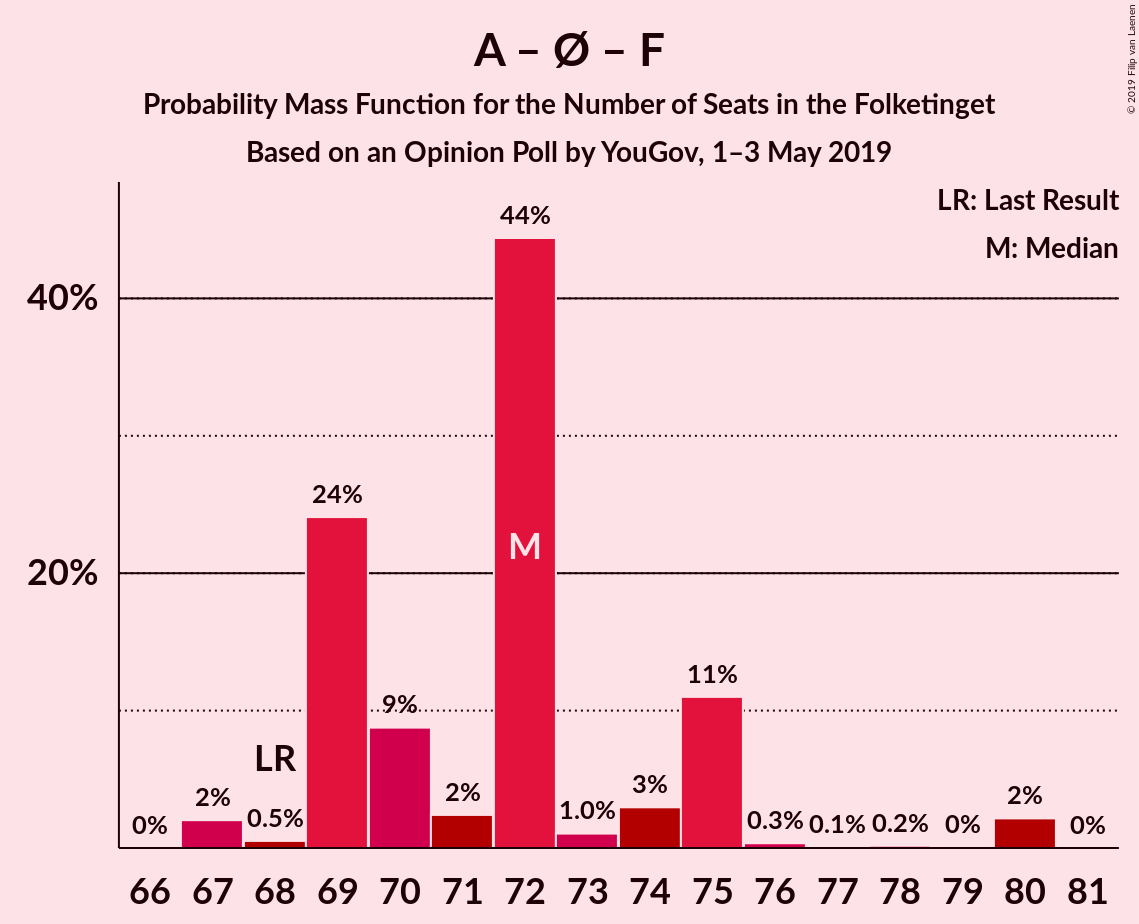 A – Ø – F
Probability Mass Function for the Number of Seats in the Folketinget
Based on an Opinion Poll by YouGov, 1–3 May 2019
© 2019 Filip van Laenen
LR: Last Result
M: Median
40%
20%
0%
2%
0.5%
LR
24%
9%
2%
44%
M
1.0%
3%
11%
0.3%
0.1%
0.2%
0%
2%
0%
66 67 68 69 70 71 72 73 74 75 76 77 78 79 80 81